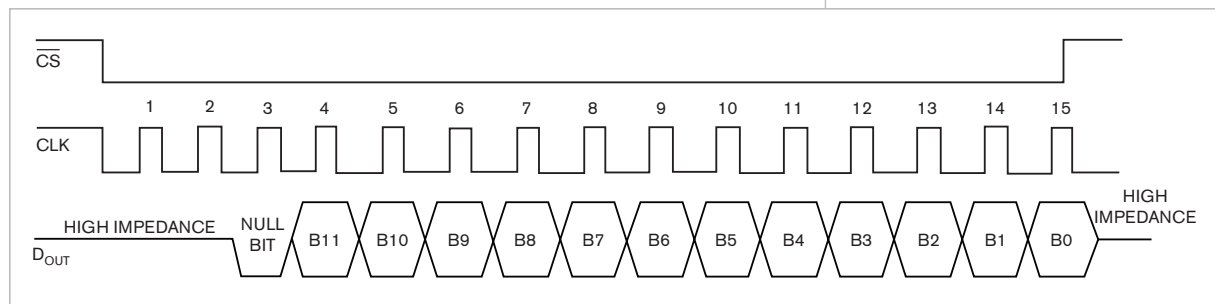 CS
1 2 3 4 5 6 7 8 9 10 11 12 13 14 15
CLK
HIGH IMPEDANCE
NULL
BIT
B11 B10 B9 B8 B7 B6 B5 B4 B3 B2 B1 B0
HIGH
IMPEDANCE
DOUT